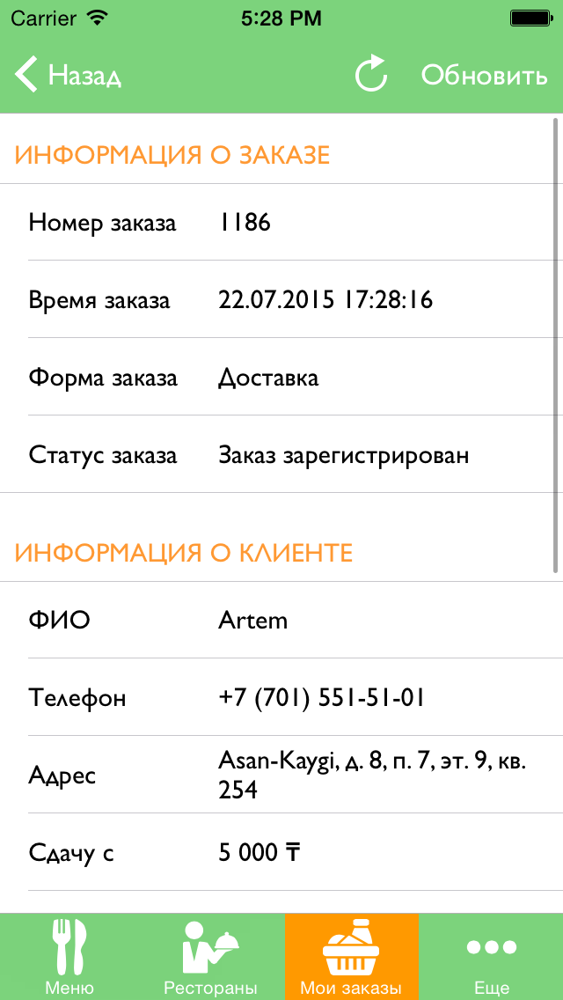 Carrier 5:28 PM
Назад Обновить
ИНФОРМАЦИЯ О ЗАКАЗЕ
Номер заказа 1186
Время заказа 22.07.2015 17:28:16
Форма заказа Доставка
Статус заказа Заказ зарегистрирован
ИНФОРМАЦИЯ О КЛИЕНТЕ
ФИО Artem
Телефон +7 (701) 551-51-01
Адрес Asan-Kaygi, д. 8, п. 7, эт. 9, кв.
254
Сдачу с 5 000 ₸
Меню Рестораны Мои заказы Еще